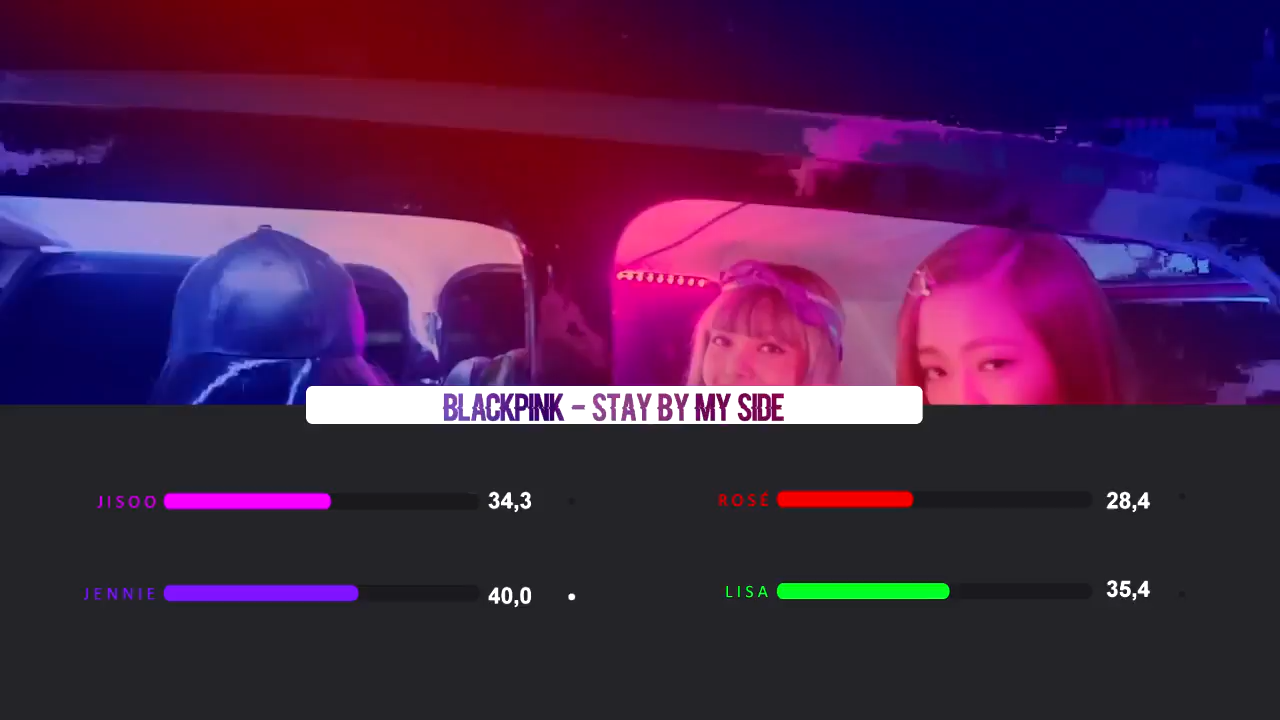 BLACKPINK - STAY BY MY SIDE
JISOO 34,3
ROSÉ 28,4
JENNIE 40,0
LISA 35,4